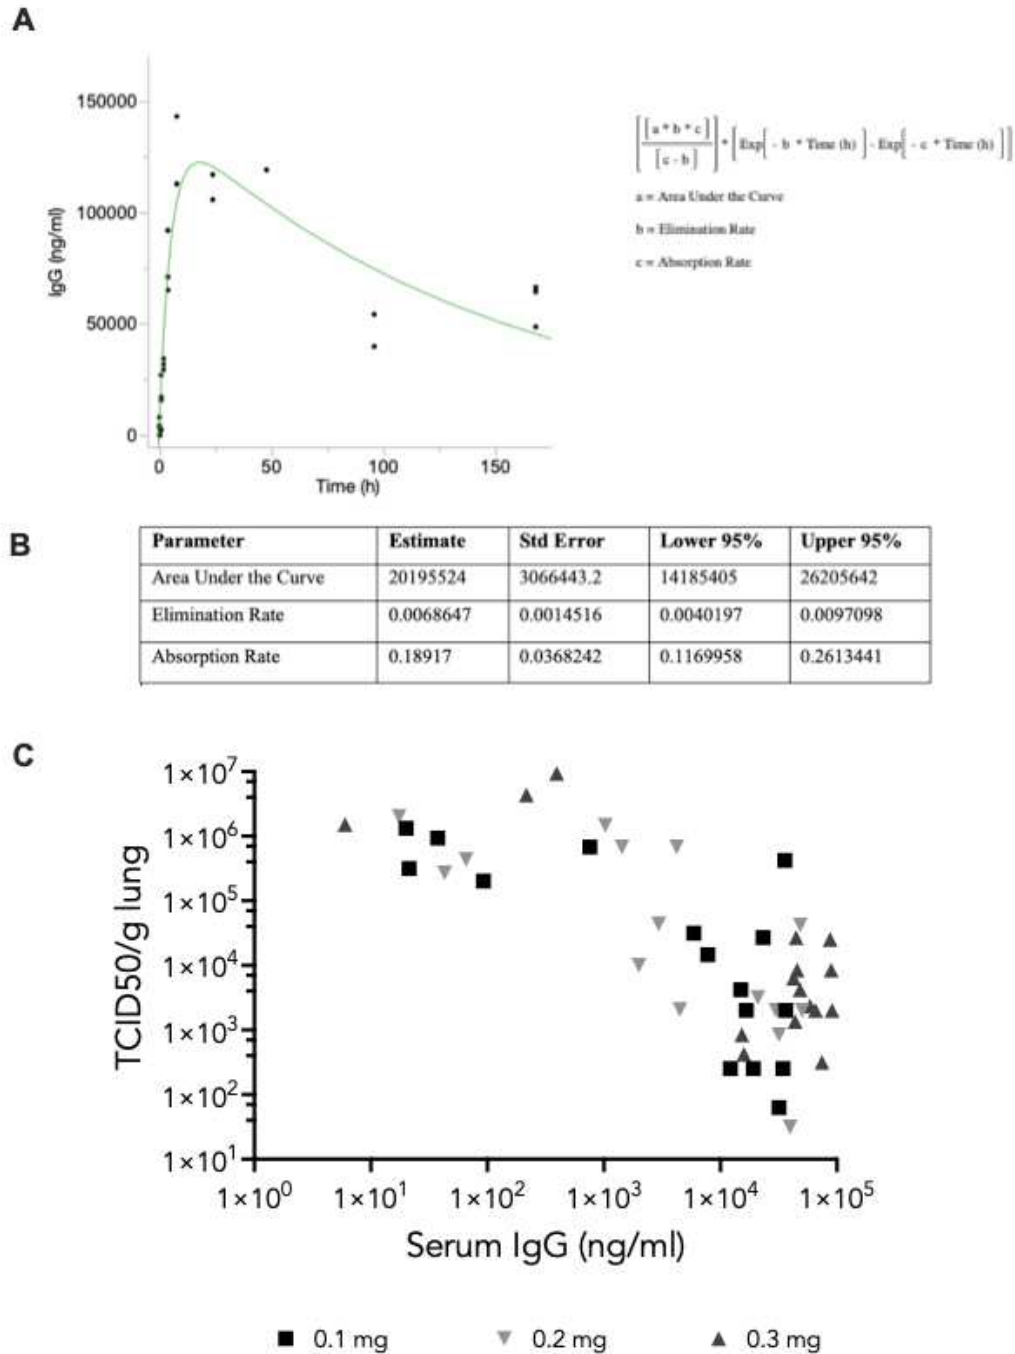 A
150000
100000
50000
0
IgG (ng/ml)
0 50 100 150
Time (h)
[[a * b * c] / [c - b]] * [Exp[- b * Time (h)] - Exp[- c * Time (h)]]
a = Area Under the Curve
b = Elimination Rate
c = Absorption Rate
B
Parameter Estimate Std Error Lower 95% Upper 95%
Area Under the Curve 20195524 3066443.2 14185405 26205642
Elimination Rate 0.0068647 0.0014516 0.0040197 0.0097098
Absorption Rate 0.18917 0.0368242 0.1169958 0.2613441
C
1×10⁷
1×10⁶
1×10⁵
1×10⁴
1×10³
1×10²
1×10¹
TCID50/g lung
1×10⁰ 1×10¹ 1×10² 1×10³ 1×10⁴ 1×10⁵
Serum IgG (ng/ml)
0.1 mg 0.2 mg 0.3 mg